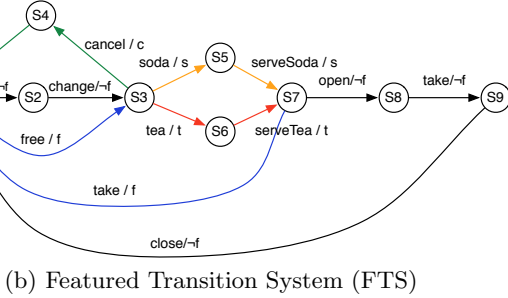 S4
cancel / c
soda / s
S5
serveSoda / s
¬f
S2
change/¬f
S3
S7
open/¬f
S8
take/¬f
S9
free / f
tea / t
S6
serveTea / t
take / f
close/¬f
(b) Featured Transition System (FTS)